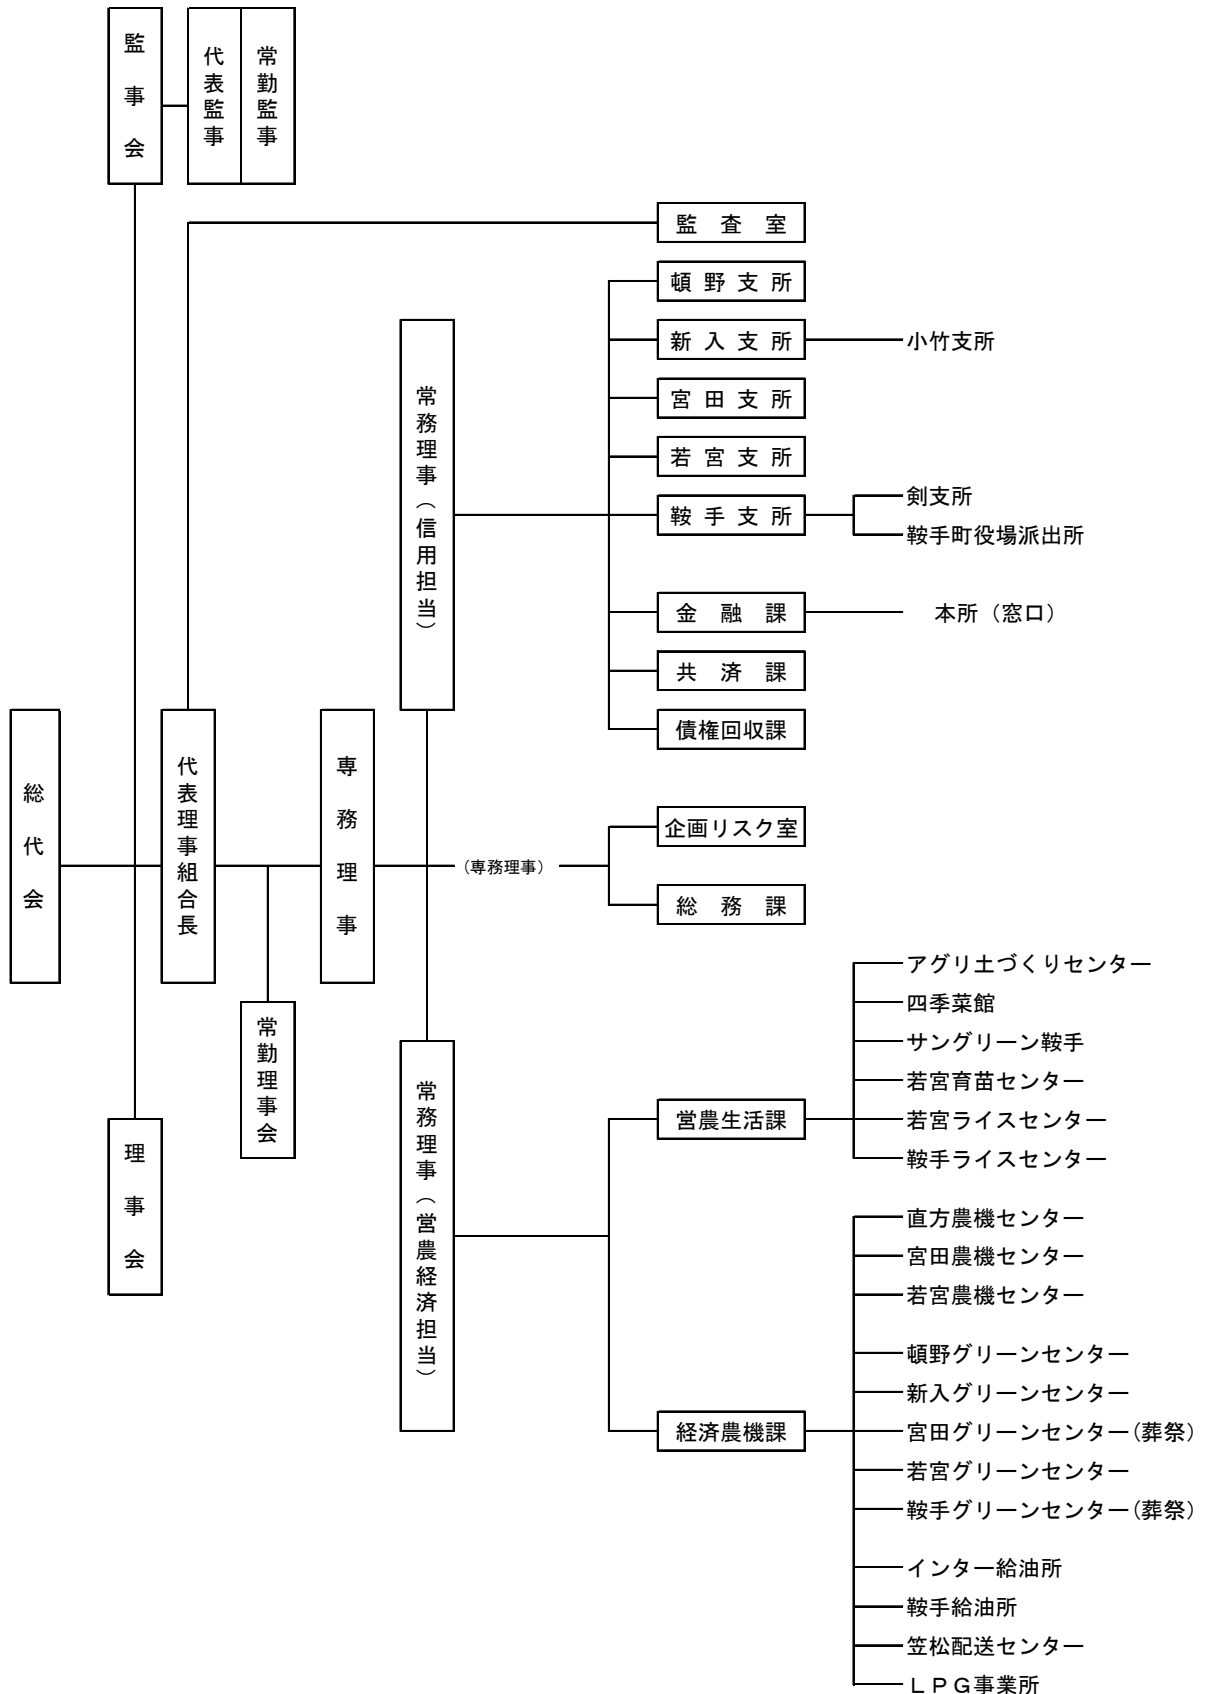 監事会
代表監事
常勤監事
監査室
頓野支所
新入支所
小竹支所
宮田支所
若宮支所
鞍手支所
剣支所
鞍手町役場派出所
金融課
本所（窓口）
共済課
債権回収課
常務理事（信用担当）
総代会
代表理事組合長
専務理事
（専務理事）
企画リスク室
総務課
常勤理事会
理事会
常務理事（営農経済担当）
営農生活課
アグリ土づくりセンター
四季菜館
サングリーン鞍手
若宮育苗センター
若宮ライスセンター
鞍手ライスセンター
経済農機課
直方農機センター
宮田農機センター
若宮農機センター
頓野グリーンセンター
新入グリーンセンター
宮田グリーンセンター（葬祭）
若宮グリーンセンター
鞍手グリーンセンター（葬祭）
インター給油所
鞍手給油所
笠松配送センター
ＬＰＧ事業所